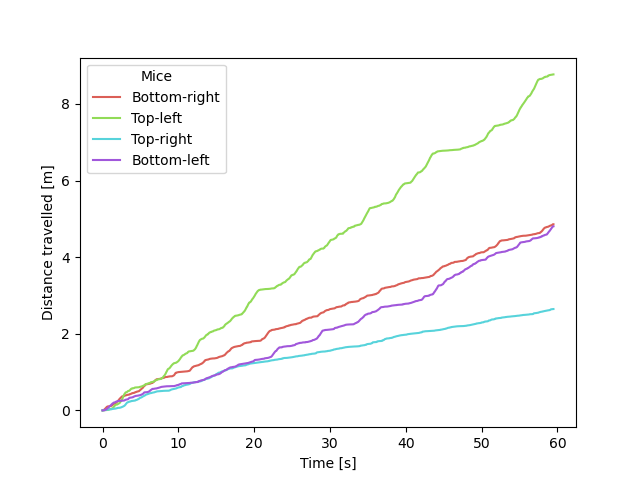 Mice
Bottom-right
Top-left
Top-right
Bottom-left
Distance travelled [m]
8
6
4
2
0
0 10 20 30 40 50 60
Time [s]